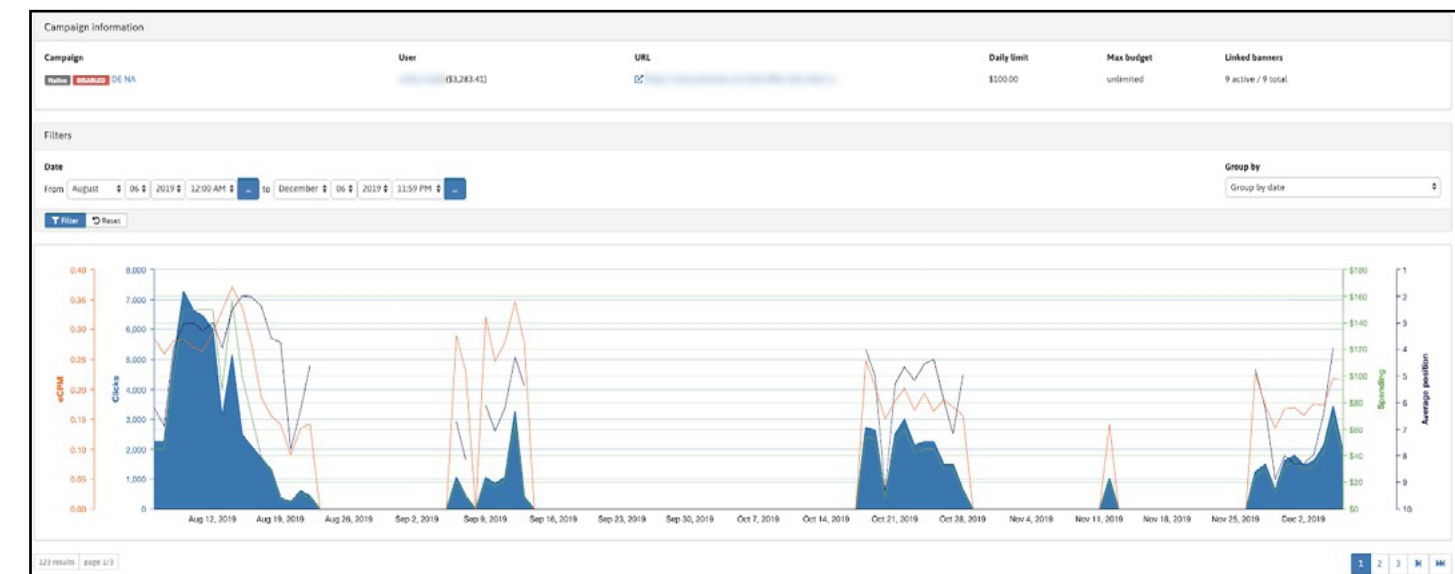 Campaign information
Campaign User URL Daily limit Max budget Linked banners
Native DISABLED DE NA ($3,283.41) $100.00 unlimited 9 active / 9 total
Filters
Date Group by
From August 06 2019 12:00 AM ... to December 06 2019 11:59 PM ... Group by date
Filter Reset
0.40 8,000 $180 1
0.35 7,000 $160 2
0.30 6,000 $140 3
0.25 5,000 $120 4
0.20 4,000 $100 5
0.15 3,000 $80 6
0.10 2,000 $60 7
0.05 1,000 $40 8
0.00 0 $20 9
$0 10
eCPM
Clicks
Spending
Average position
Aug 12, 2019 Aug 19, 2019 Aug 26, 2019 Sep 2, 2019 Sep 9, 2019 Sep 16, 2019 Sep 23, 2019 Sep 30, 2019 Oct 7, 2019 Oct 14, 2019 Oct 21, 2019 Oct 28, 2019 Nov 4, 2019 Nov 11, 2019 Nov 18, 2019 Nov 25, 2019 Dec 2, 2019
123 results page 1/3 1 2 3